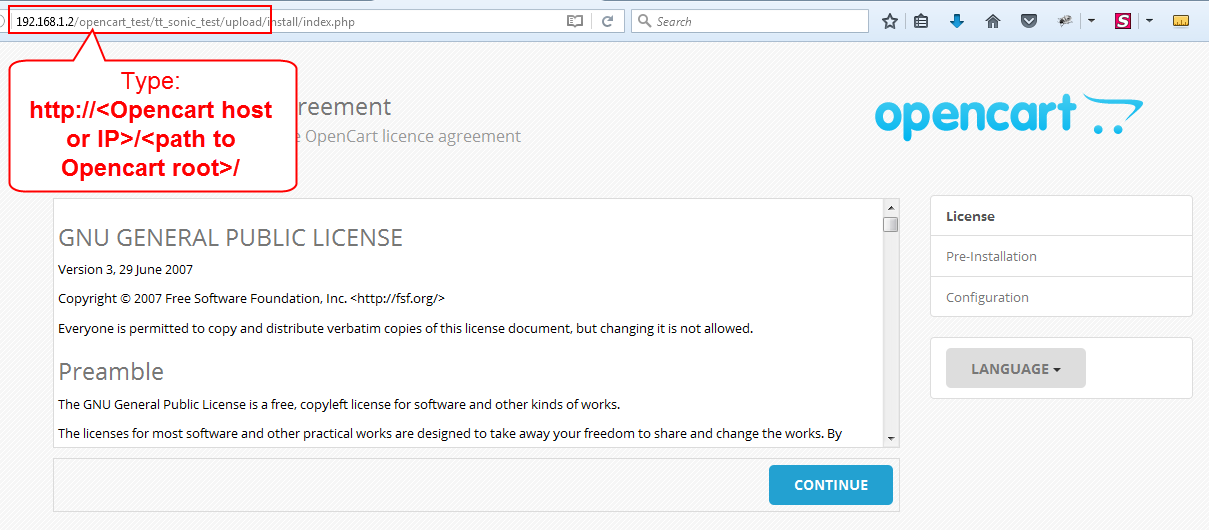 192.168.1.2/opencart_test/tt_sonic_test/upload/install/index.php
Search
S
Type:
http://<Opencart host
or IP>/<path to
Opencart root>/
reement
e OpenCart licence agreement
opencart
GNU GENERAL PUBLIC LICENSE
Version 3, 29 June 2007
Copyright © 2007 Free Software Foundation, Inc. <http://fsf.org/>
Everyone is permitted to copy and distribute verbatim copies of this license document, but changing it is not allowed.
Preamble
The GNU General Public License is a free, copyleft license for software and other kinds of works.
The licenses for most software and other practical works are designed to take away your freedom to share and change the works. By
CONTINUE
License
Pre-Installation
Configuration
LANGUAGE